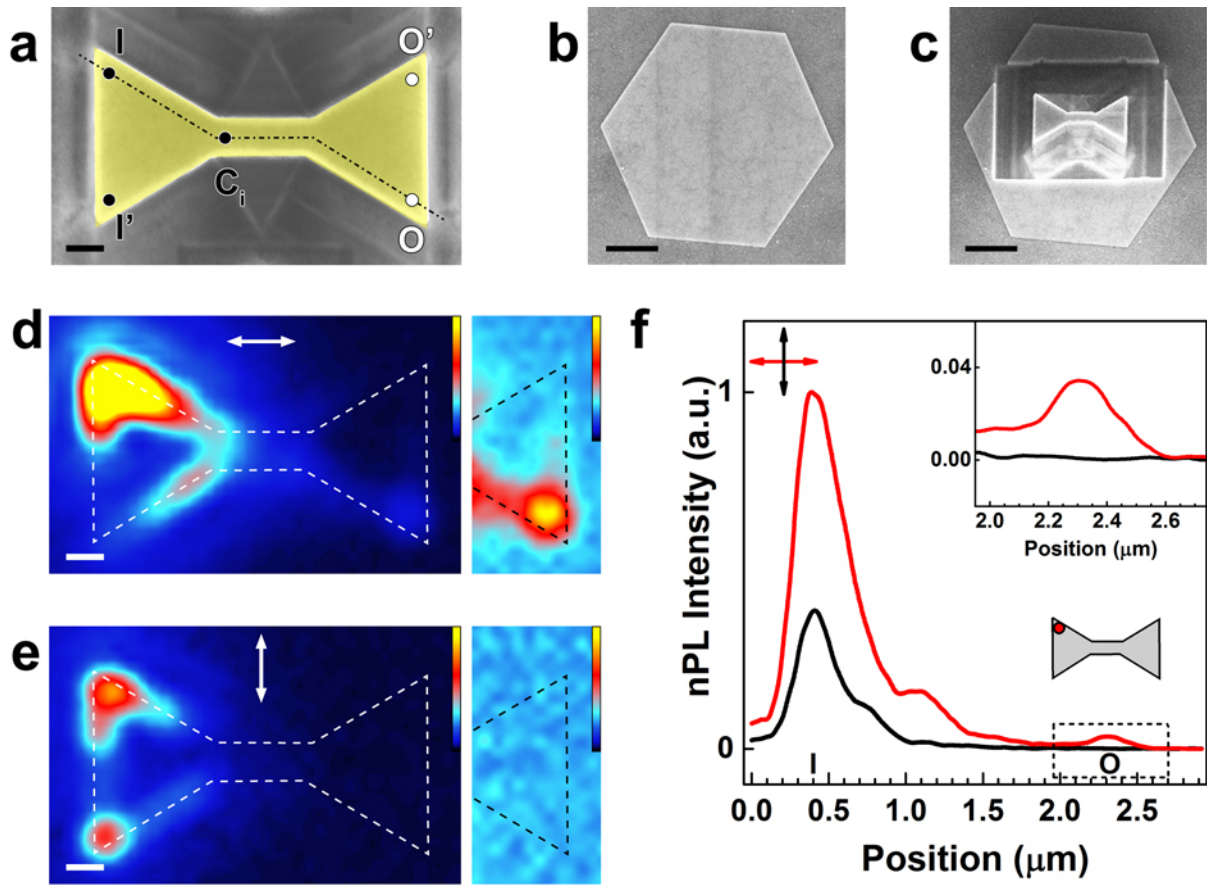 a
I
O'
C i
I'
O
b
c
d
e
f
nPL Intensity (a.u.)
1
0
0.04
0.00
2.0 2.2 2.4 2.6
Position (μm)
I
O
0.0 0.5 1.0 1.5 2.0 2.5
Position (μm)